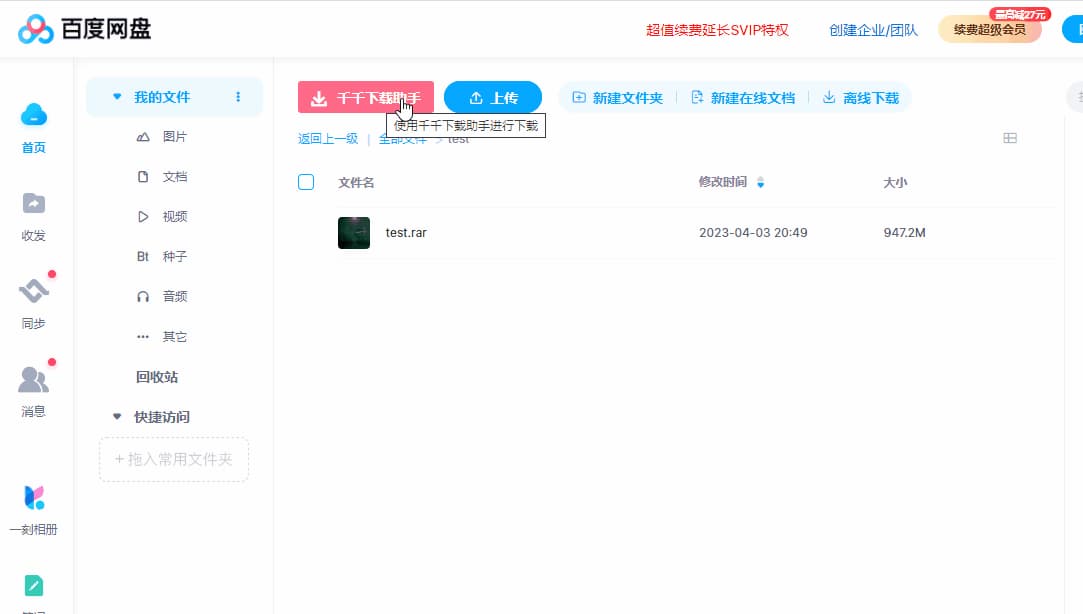 百度网盘
超值续费延长SVIP特权
创建企业/团队
续费超级会员
首页
收发
同步
消息
一刻相册
我的文件
图片
文档
视频
Bt 种子
音频
其它
回收站
快捷访问
+ 拖入常用文件夹
千千下载助手
上传
新建文件夹
新建在线文档
离线下载
使用千千下载助手进行下载
返回上一级 | 全部文件 > test
文件名 修改时间 大小
test.rar 2023-04-03 20:49 947.2M